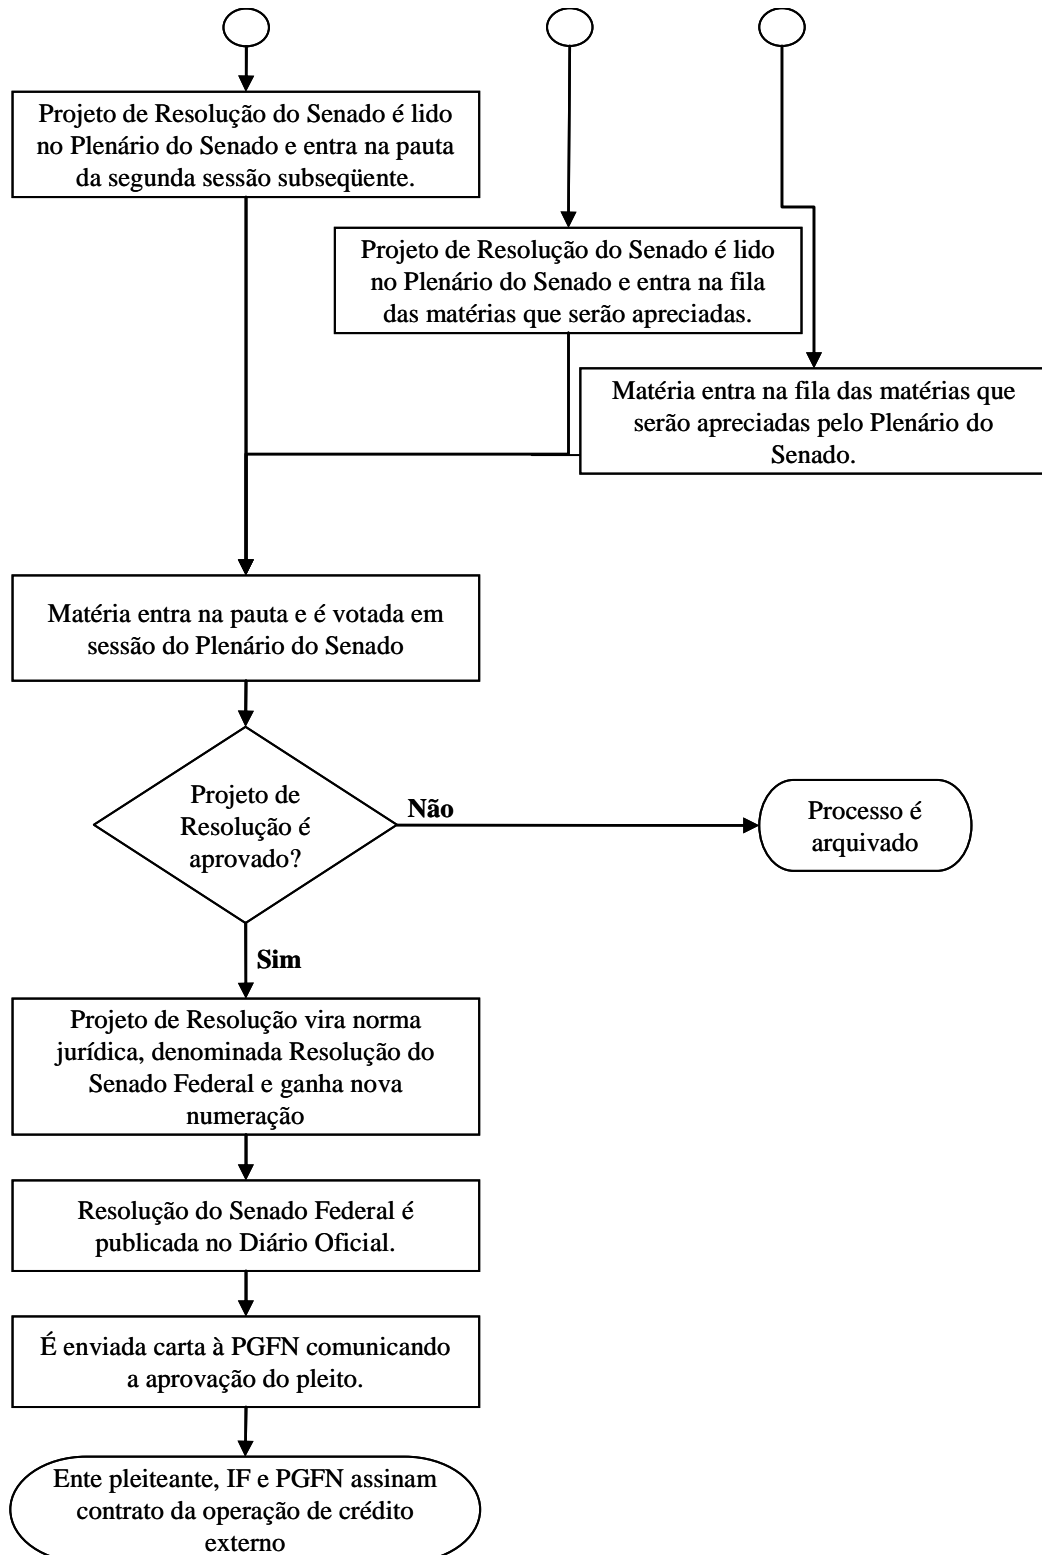 Projeto de Resolução do Senado é lido
no Plenário do Senado e entra na pauta
da segunda sessão subseqüente.
Projeto de Resolução do Senado é lido
no Plenário do Senado e entra na fila
das matérias que serão apreciadas.
Matéria entra na fila das matérias que
serão apreciadas pelo Plenário do
Senado.
Matéria entra na pauta e é votada em
sessão do Plenário do Senado
Projeto de
Resolução é
aprovado?
Não
Processo é
arquivado
Sim
Projeto de Resolução vira norma
jurídica, denominada Resolução do
Senado Federal e ganha nova
numeração
Resolução do Senado Federal é
publicada no Diário Oficial.
É enviada carta à PGFN comunicando
a aprovação do pleito.
Ente pleiteante, IF e PGFN assinam
contrato da operação de crédito
externo